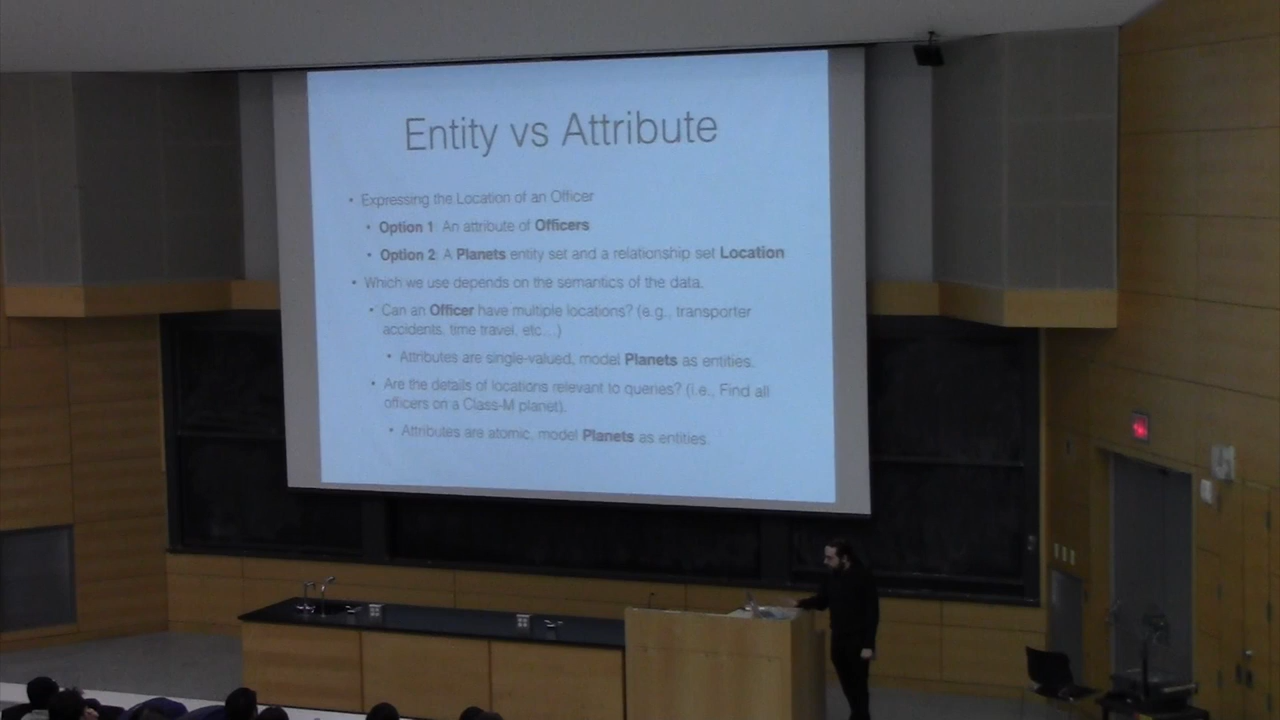 Entity vs Attribute
• Expressing the Location of an Officer
• Option 1: An attribute of Officers
• Option 2: A Planets entity set and a relationship set Location
• Which we use depends on the semantics of the data.
• Can an Officer have multiple locations? (e.g., transporter
accidents, time travel, etc…)
• Attributes are single-valued, model Planets as entities.
• Are the details of locations relevant to queries? (i.e., Find all
officers on a Class-M planet).
• Attributes are atomic, model Planets as entities.